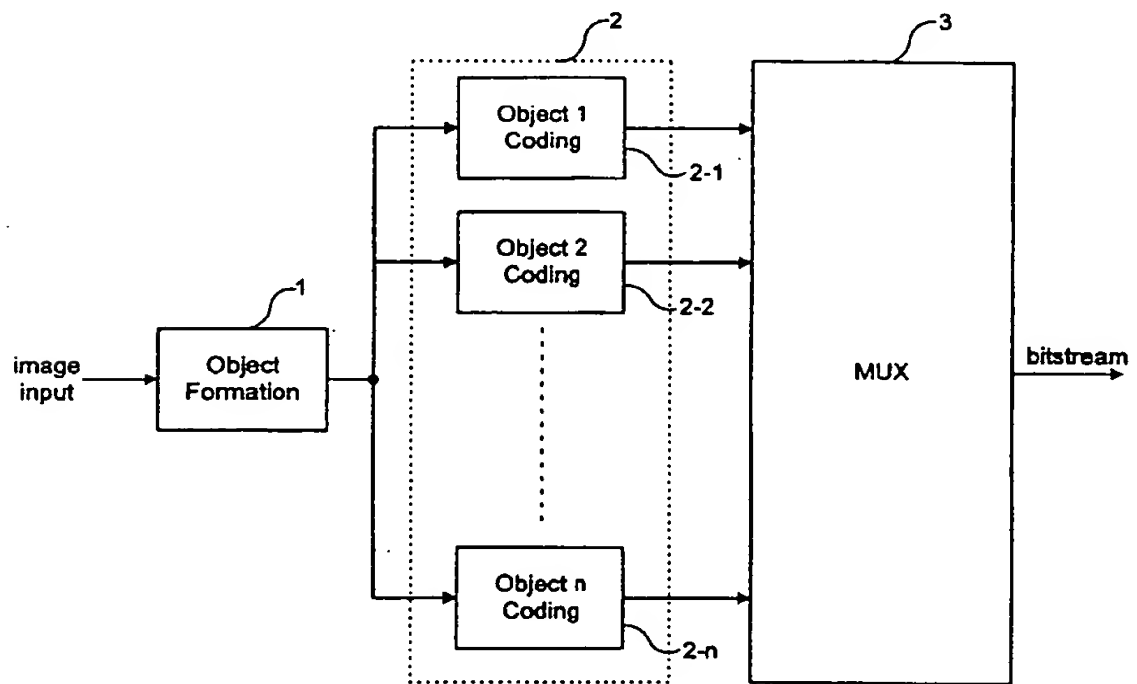 2
3
Object 1
Coding
2-1
Object 2
Coding
2-2
1
image
input
Object
Formation
MUX
bitstream
Object n
Coding
2-n